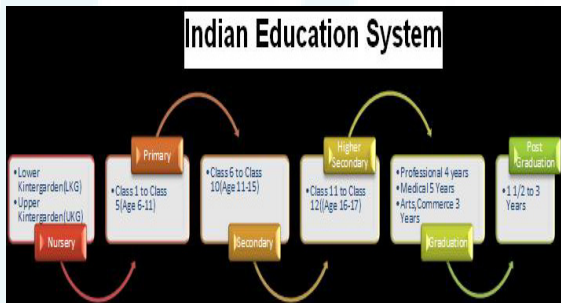 Indian Education System
•Lower
Kintergarden(LKG)
•Upper
Kintergarden(UKG)
Nursery
Primary
•Class 1 to Class
5(Age 6-11)
•Class 6 to Class
10(Age 11-15)
Secondary
Higher
Secondary
•Class 11 to Class
12((Age 16-17)
•Professional 4 years
•Medical 5 Years
•Arts,Commerce 3
Years
Graduation
Post
Graduation
•1 1/2 to 3
Years